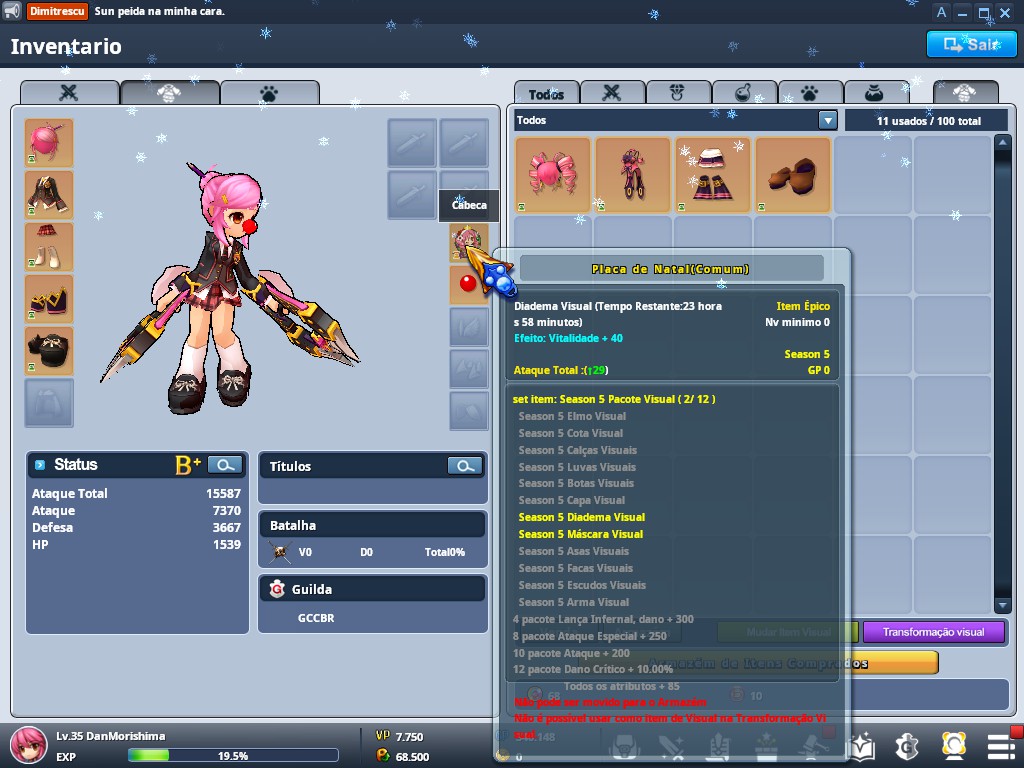 Dimitrescu Sun peida na minha cara.
A
Inventario
Sair
Todos
Todos
11 usados / 100 total
Cabeca
Placa de Natal(Comum)
Diadema Visual (Tempo Restante:23 hora
s 58 minutos)
Item Épico
Nv minimo 0
Efeito: Vitalidade + 40
Season 5
Ataque Total :(↑29)
GP 0
set item: Season 5 Pacote Visual ( 2/ 12 )
Season 5 Elmo Visual
Season 5 Cota Visual
Season 5 Calças Visuais
Season 5 Luvas Visuais
Season 5 Botas Visuais
Season 5 Capa Visual
Season 5 Diadema Visual
Season 5 Máscara Visual
Season 5 Asas Visuais
Season 5 Facas Visuais
Season 5 Escudos Visuais
Season 5 Arma Visual
4 pacote Lança Infernal, dano + 300
8 pacote Ataque Especial + 250
10 pacote Ataque + 200
12 pacote Dano Crítico + 10.00%
Todos os atributos + 85
Não pode ser movido para o Armazém
Não é possível usar como item de Visual na Transformação Vi
sual.
Mudar Item Visual
Transformação visual
Armazém de Itens Comprados
68
10
Status
B+
Ataque Total 15587
Ataque 7370
Defesa 3667
HP 1539
Títulos
Batalha
V0 D0 Total0%
G Guilda
GCCBR
Lv.35 DanMorishima
EXP 19.5%
VP 7.750
68.500
.148
0